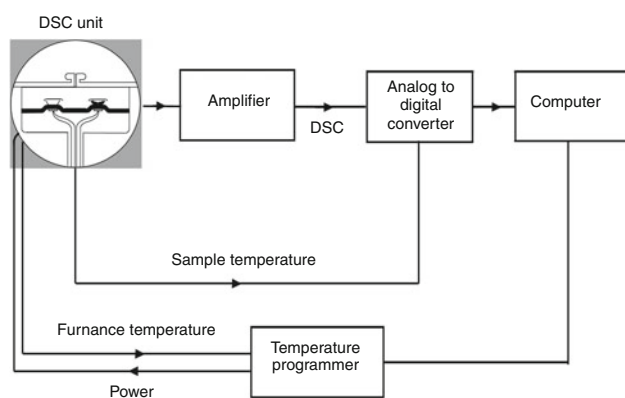 DSC unit
Amplifier
DSC
Analog to
digital
converter
Computer
Sample temperature
Furnance temperature
Power
Temperature
programmer